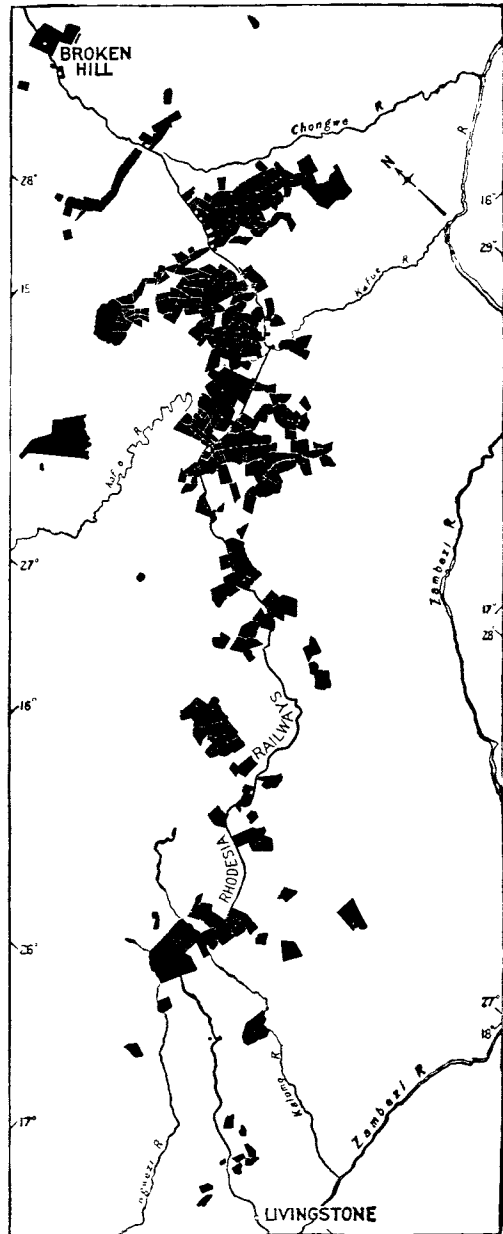 BROKEN
HILL
Chongwe R
R
28°
N
16°
29°
Kafue R
15
R
27°
Zambezi R
17°
28°
16°
RAILWAYS
RHODESIA
26°
27°
18°
Kalomo R
17°
Zambezi R
R
LIVINGSTONE